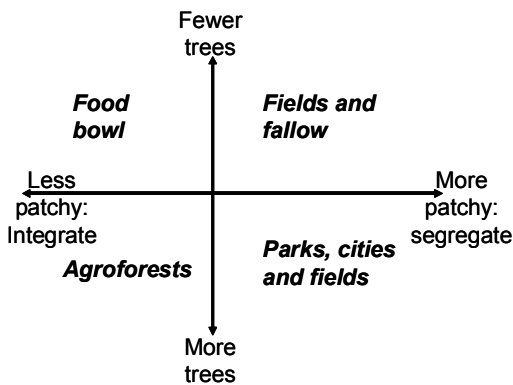 Fewer
trees
Food
bowl
Fields and
fallow
Less
patchy:
Integrate
More
patchy:
segregate
Agroforests
Parks, cities
and fields
More
trees